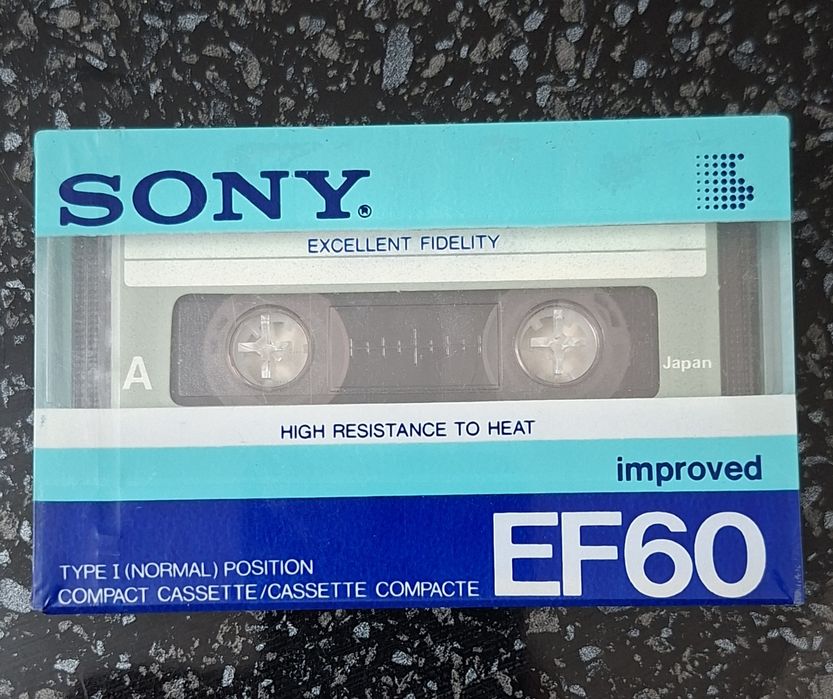 SONY®
EXCELLENT FIDELITY
A
Japan
HIGH RESISTANCE TO HEAT
improved
EF60
TYPE I (NORMAL) POSITION
COMPACT CASSETTE/CASSETTE COMPACTE